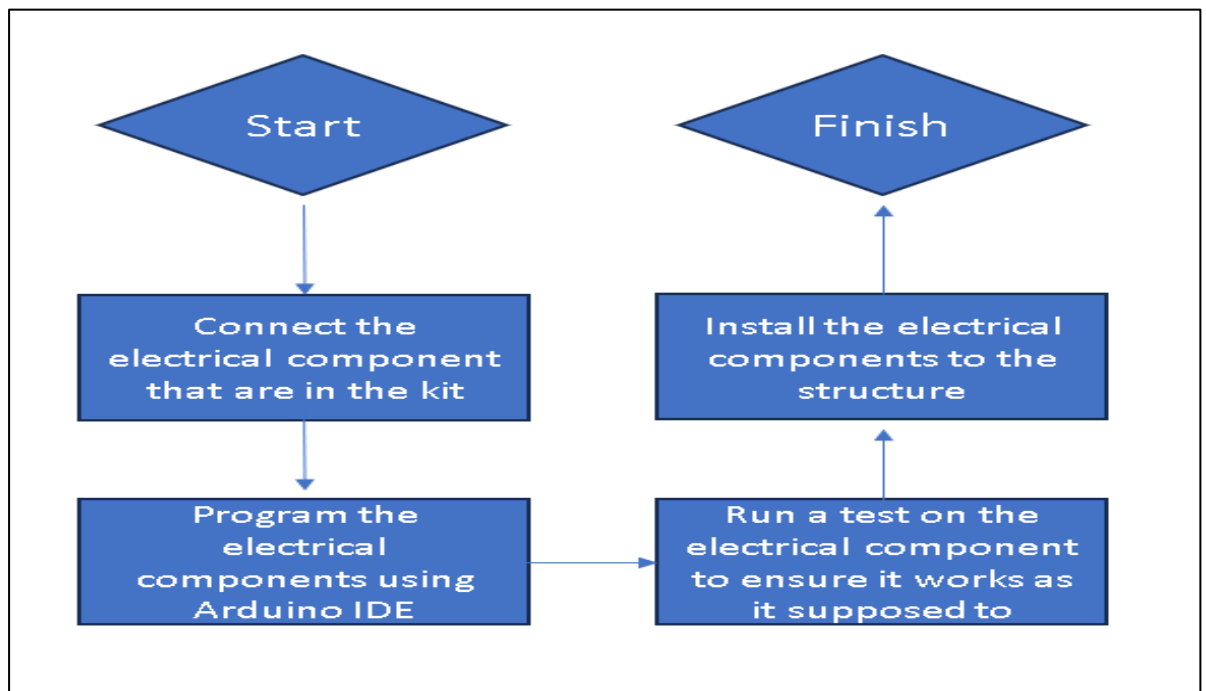 Start
Connect the
electrical component
that are in the kit
Program the
electrical
components using
Arduino IDE
Run a test on the
electrical component
to ensure it works as
it supposed to
Install the electrical
components to the
structure
Finish